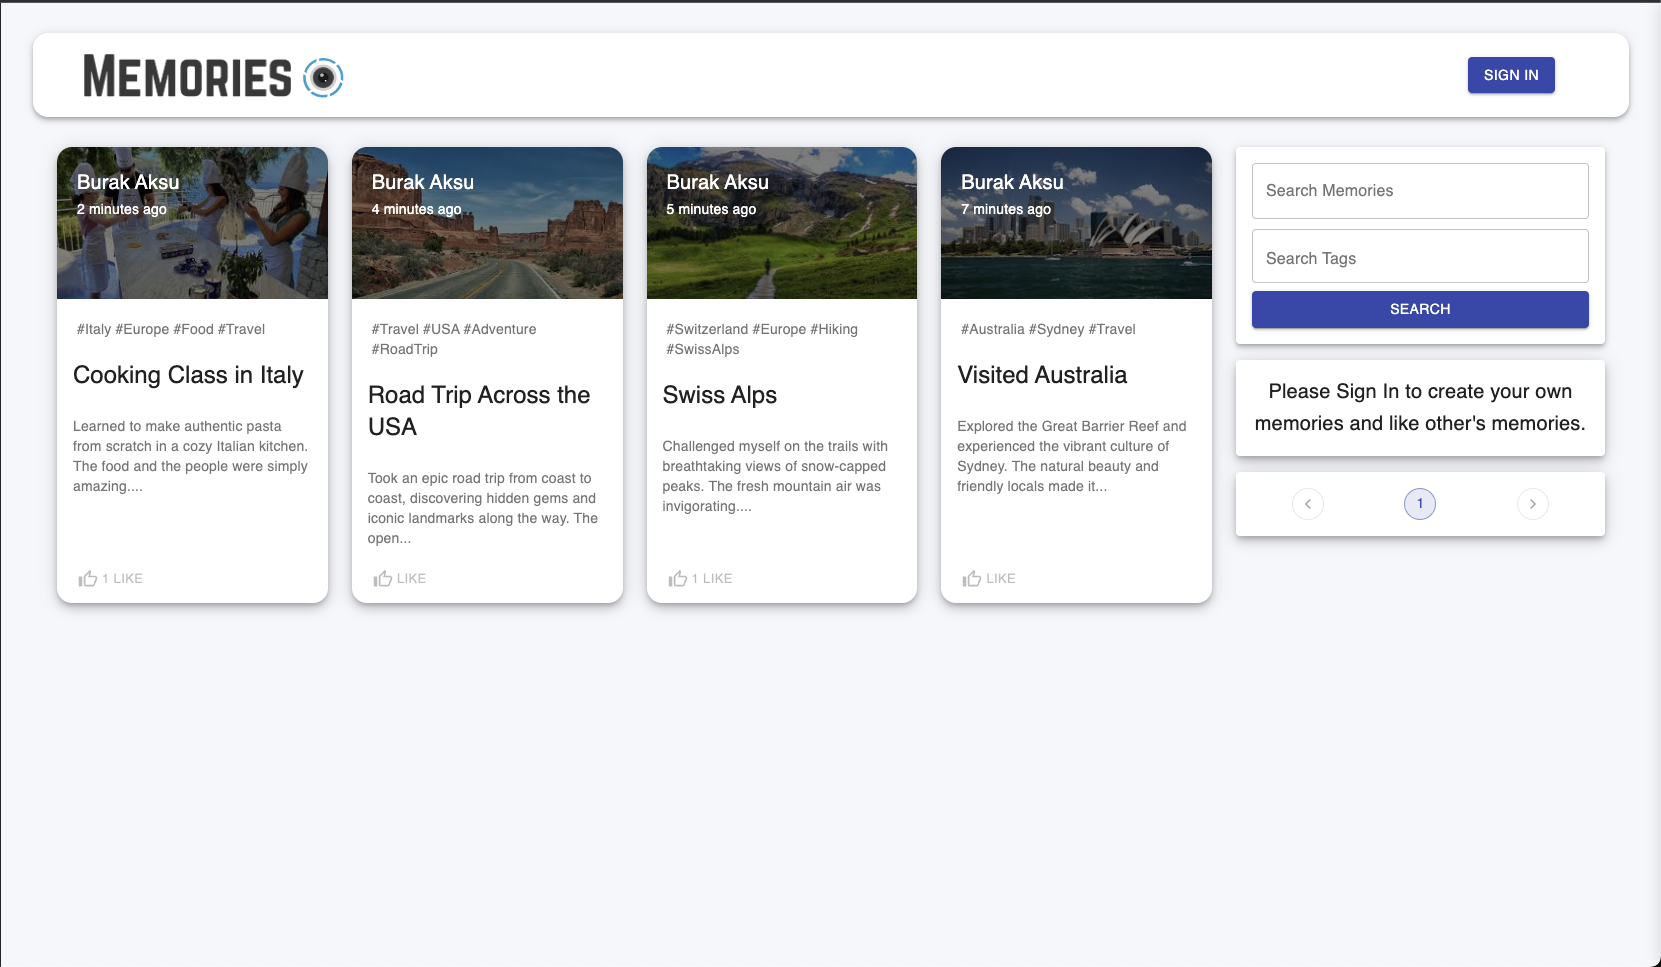 MEMORIES
SIGN IN
Burak Aksu
2 minutes ago
#Italy #Europe #Food #Travel
Cooking Class in Italy
Learned to make authentic pasta
from scratch in a cozy Italian kitchen.
The food and the people were simply
amazing....
1 LIKE
Burak Aksu
4 minutes ago
#Travel #USA #Adventure
#RoadTrip
Road Trip Across the
USA
Took an epic road trip from coast to
coast, discovering hidden gems and
iconic landmarks along the way. The
open...
LIKE
Burak Aksu
5 minutes ago
#Switzerland #Europe #Hiking
#SwissAlps
Swiss Alps
Challenged myself on the trails with
breathtaking views of snow-capped
peaks. The fresh mountain air was
invigorating....
1 LIKE
Burak Aksu
7 minutes ago
#Australia #Sydney #Travel
Visited Australia
Explored the Great Barrier Reef and
experienced the vibrant culture of
Sydney. The natural beauty and
friendly locals made it...
LIKE
Search Memories
Search Tags
SEARCH
Please Sign In to create your own
memories and like other's memories.
1